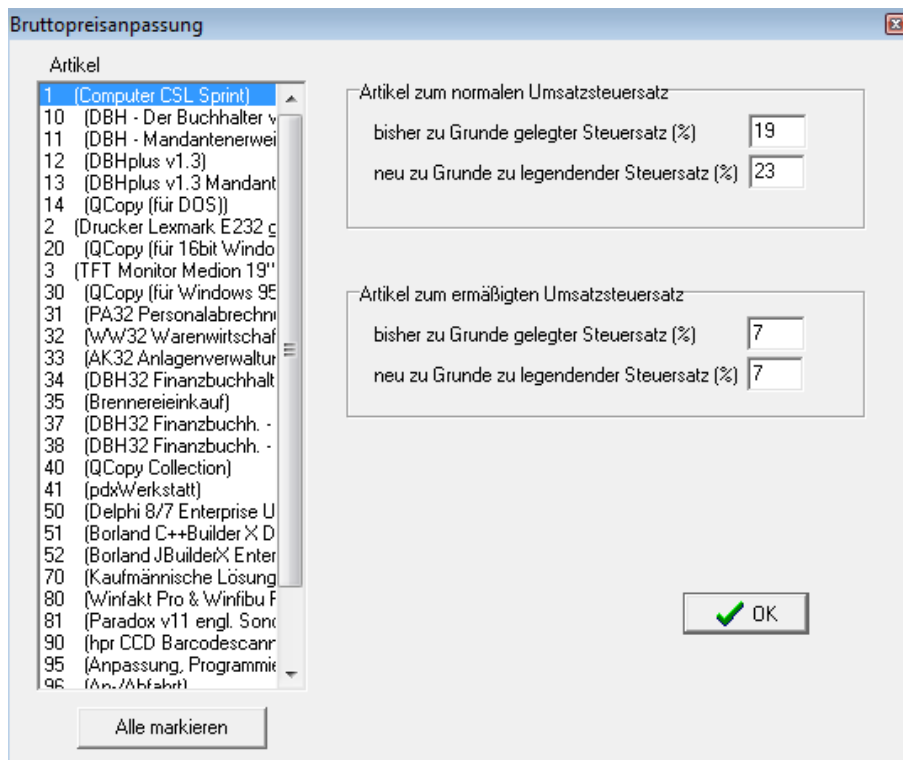 Bruttopreisanpassung
Artikel
1 (Computer CSL Sprint)
10 (DBH - Der Buchhalter v
11 (DBH - Mandantenerwei
12 (DBHplus v1.3)
13 (DBHplus v1.3 Mandant
14 (QCopy (für DOS))
2 (Drucker Lexmark E232 g
20 (QCopy (für 16bit Windo
3 (TFT Monitor Medion 19"
30 (QCopy (für Windows 95
31 (PA32 Personalabrechnu
32 (WW32 Warenwirtschaf
33 (AK32 Anlagenverwaltur
34 (DBH32 Finanzbuchhalt
35 (Brennereieinkauf)
37 (DBH32 Finanzbuchh. -
38 (DBH32 Finanzbuchh. -
40 (QCopy Collection)
41 (pdxWerkstatt)
50 (Delphi 8/7 Enterprise U
51 (Borland C++Builder X D
52 (Borland JBuilderX Enter
70 (Kaufmännische Lösung
80 (Winfakt Pro & Winfibu F
81 (Paradox v11 engl. Sond
90 (hpr CCD Barcodescanr
95 (Anpassung, Programmie
96 (An-/Abfahrt)
Alle markieren
Artikel zum normalen Umsatzsteuersatz
bisher zu Grunde gelegter Steuersatz (%) 19
neu zu Grunde zu legendender Steuersatz (%) 23
Artikel zum ermäßigten Umsatzsteuersatz
bisher zu Grunde gelegter Steuersatz (%) 7
neu zu Grunde zu legendender Steuersatz (%) 7
OK